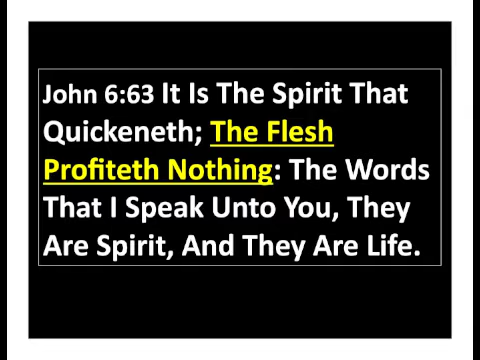 John 6:63 It Is The Spirit That
Quickeneth; The Flesh
Profiteth Nothing: The Words
That I Speak Unto You, They
Are Spirit, And They Are Life.